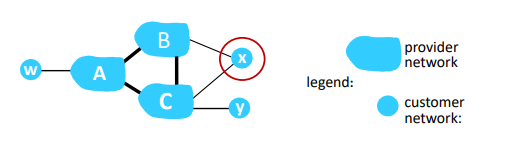 B
provider
network
w
A
x
legend:
C
y
customer
network: